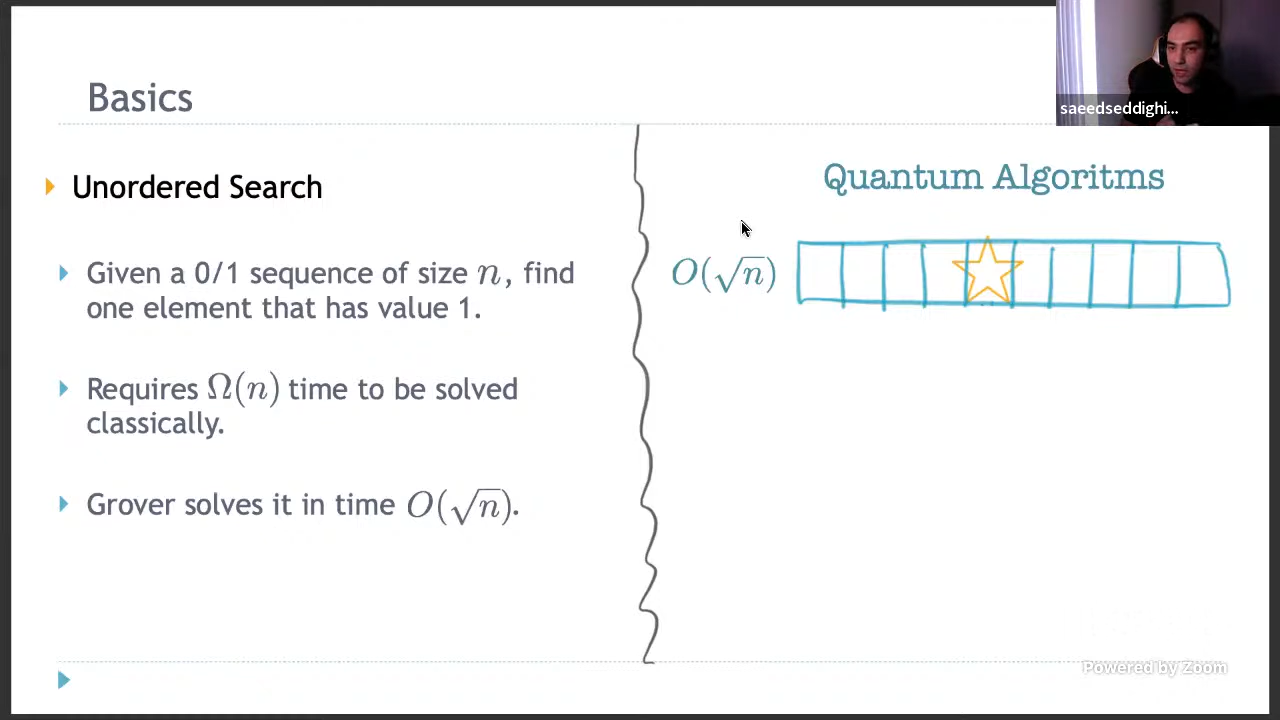 Basics
saeedseddighi...
Unordered Search
Quantum Algoritms
Given a 0/1 sequence of size n, find
one element that has value 1.
O(√n)
Requires Ω(n) time to be solved
classically.
Grover solves it in time O(√n).
Powered by Zoom